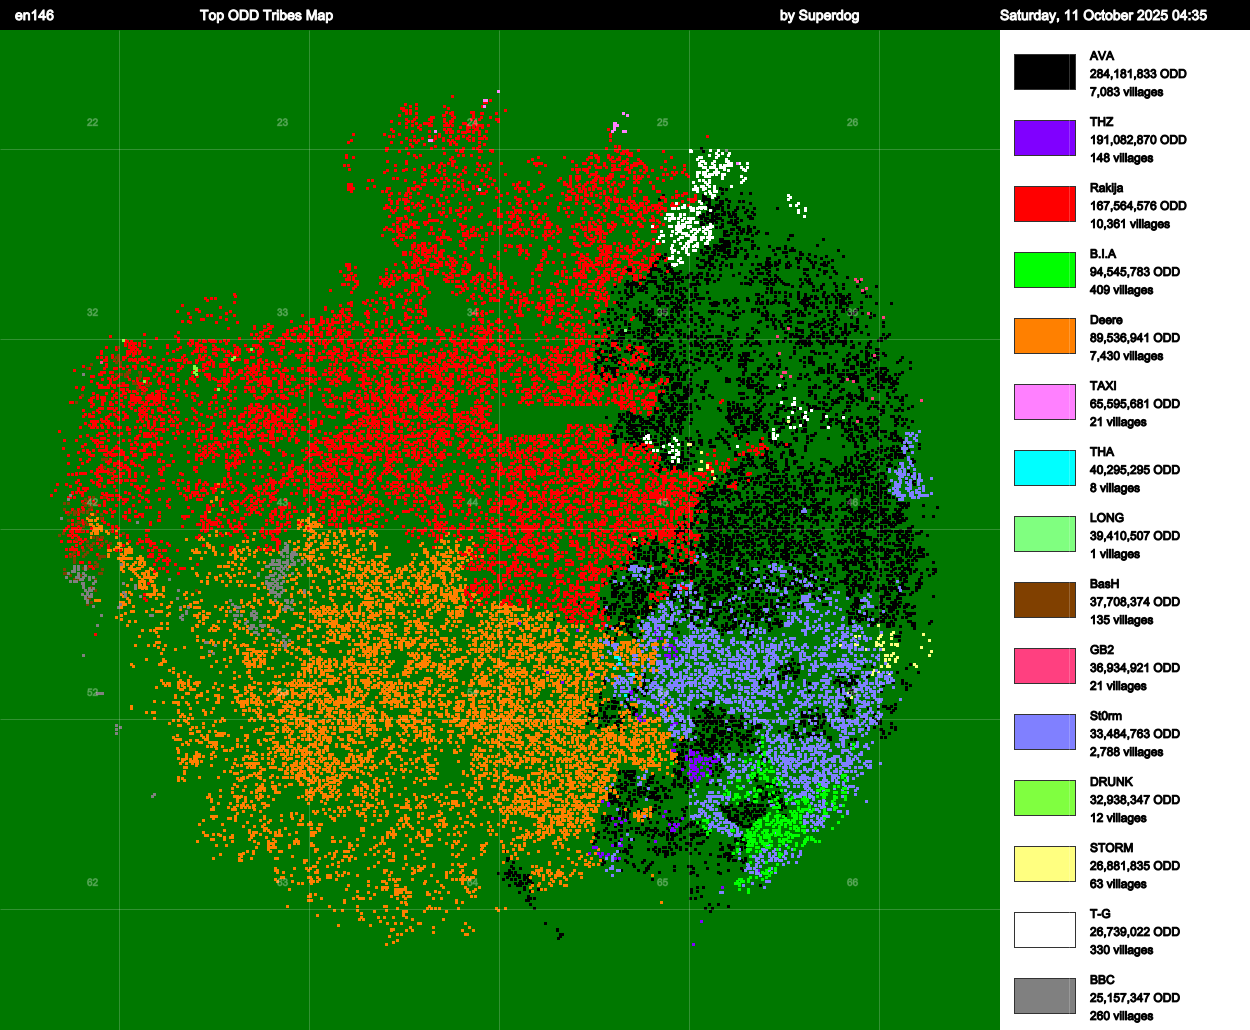 en146 Top ODD Tribes Map by Superdog Saturday, 11 October 2025 04:35
AVA
284,181,833 ODD
7,083 villages
THZ
191,082,870 ODD
148 villages
Rakija
167,564,576 ODD
10,361 villages
B.I.A
94,545,783 ODD
409 villages
Deere
89,536,941 ODD
7,430 villages
TAXI
65,595,681 ODD
21 villages
THA
40,295,295 ODD
8 villages
LONG
39,410,507 ODD
1 villages
BasH
37,708,374 ODD
135 villages
GB2
36,934,921 ODD
21 villages
St0rm
33,484,763 ODD
2,788 villages
DRUNK
32,938,347 ODD
12 villages
STORM
26,881,835 ODD
63 villages
T-G
26,739,022 ODD
330 villages
BBC
25,157,347 ODD
260 villages
22 23 24 25 26
32 33 34 35
42 43 44 45
52
62 64 65 66